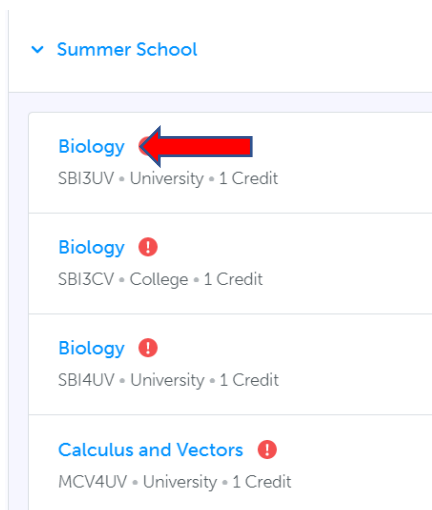 Summer School
Biology
SBI3UV • University • 1 Credit
Biology !
SBI3CV • College • 1 Credit
Biology !
SBI4UV • University • 1 Credit
Calculus and Vectors !
MCV4UV • University • 1 Credit